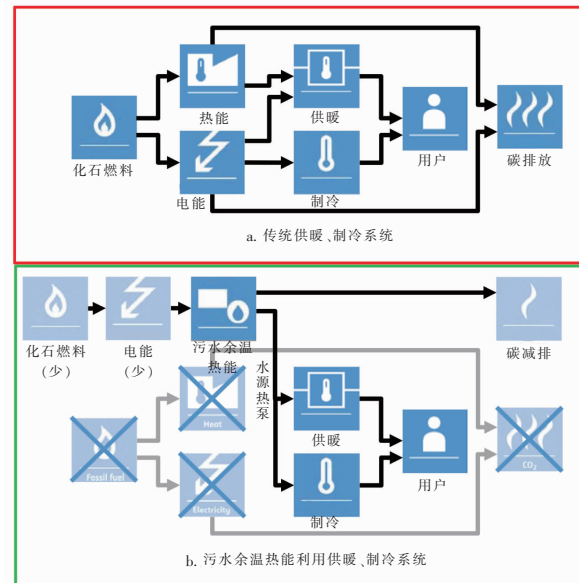 热能
供暖
化石燃料
用户
碳排放
电能
制冷
a. 传统供暖、制冷系统
化石燃料
(少)
电能
(少)
污水余温
热能
水源热泵
碳减排
Heat
供暖
Fossil fuel
用户
CO₂
Electricity
制冷
b. 污水余温热能利用供暖、制冷系统